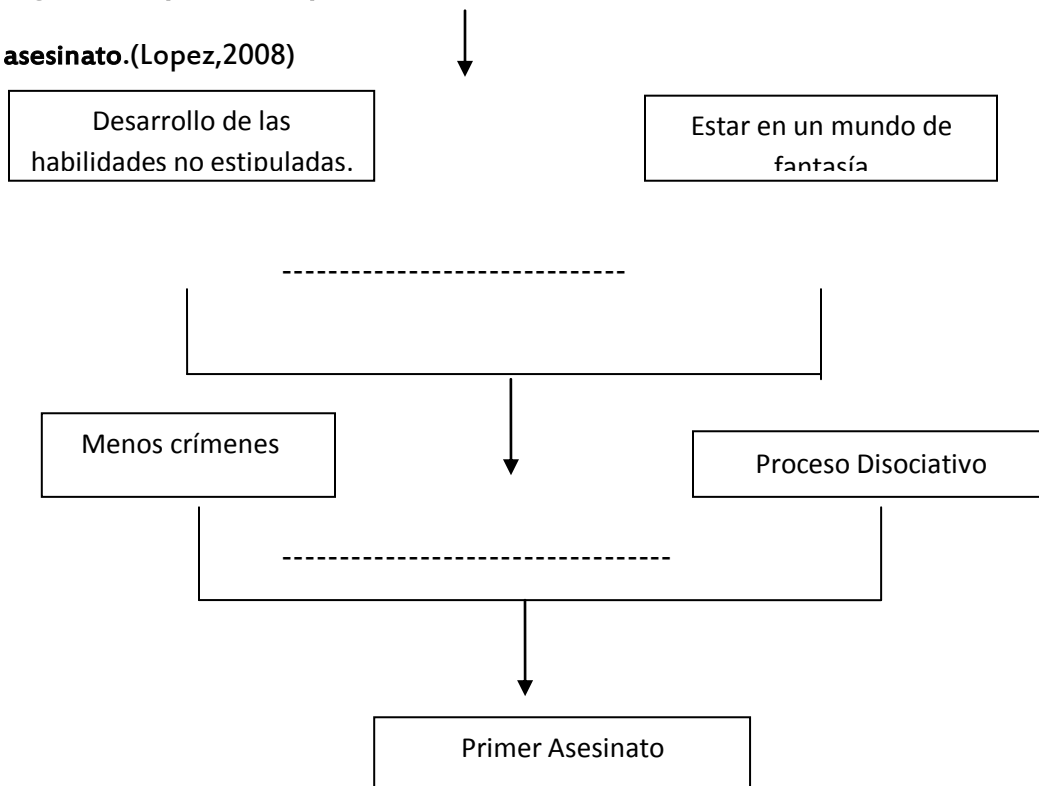 asesinato.(Lopez,2008)
Desarrollo de las
habilidades no estipuladas.
Estar en un mundo de
fantasía
-----------------------------
Menos crímenes
Proceso Disociativo
---------------------------------
Primer Asesinato